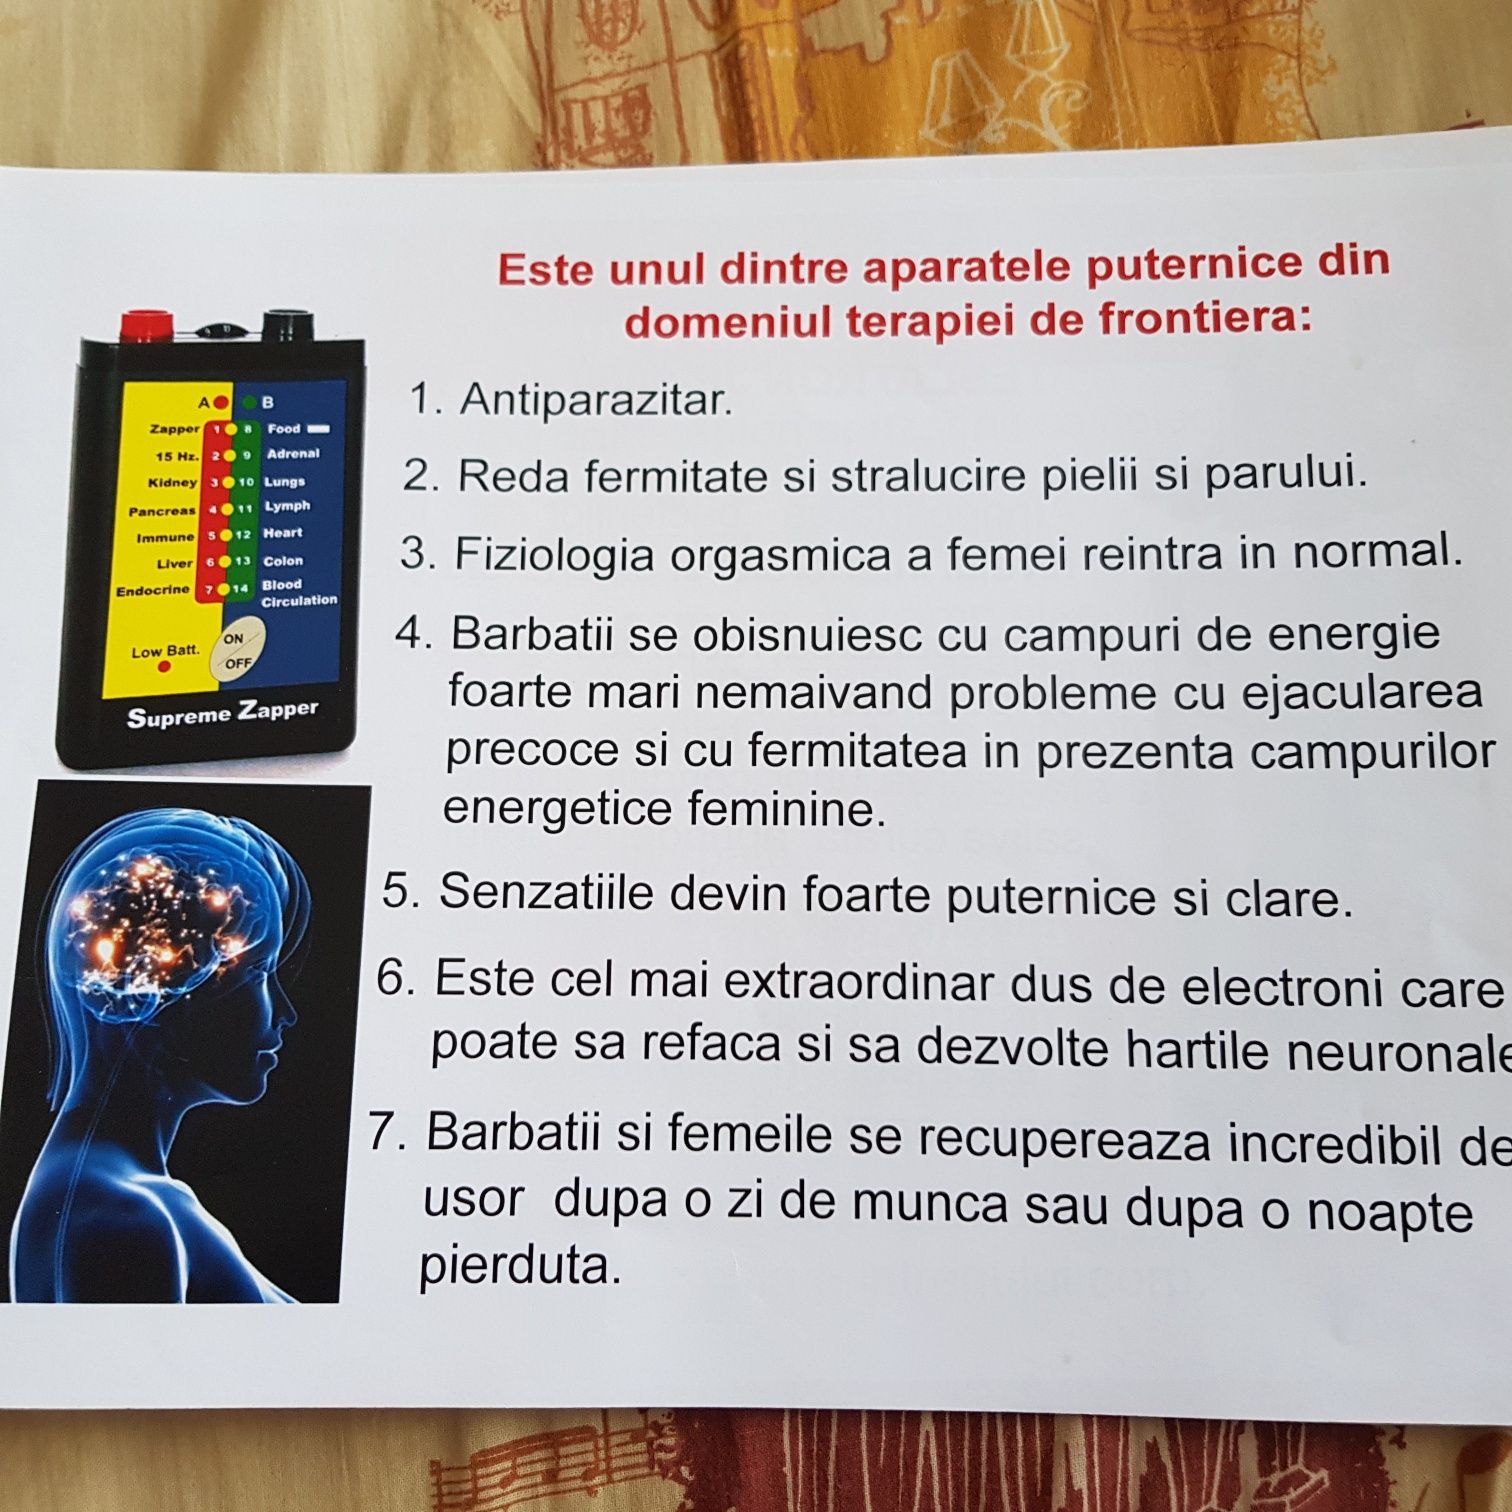 Este unul dintre aparatele puternice din
domeniul terapiei de frontiera:
1. Antiparazitar.
2. Reda fermitate si stralucire pielii si parului.
3. Fiziologia orgasmica a femei reintra in normal.
4. Barbatii se obisnuiesc cu campuri de energie
foarte mari nemaivand probleme cu ejacularea
precoce si cu fermitatea in prezenta campurilor
energetice feminine.
5. Senzatiile devin foarte puternice si clare.
6. Este cel mai extraordinar dus de electroni care
poate sa refaca si sa dezvolte hartile neuronale
7. Barbatii si femeile se recupereaza incredibil de
usor dupa o zi de munca sau dupa o noapte
pierduta.
A B
Zapper 1 8 Food
15 Hz. 2 9 Adrenal
Kidney 3 10 Lungs
Pancreas 4 11 Lymph
Immune 5 12 Heart
Liver 6 13 Colon
Endocrine 7 14 Blood
Circulation
ON
Low Batt.
OFF
Supreme Zapper